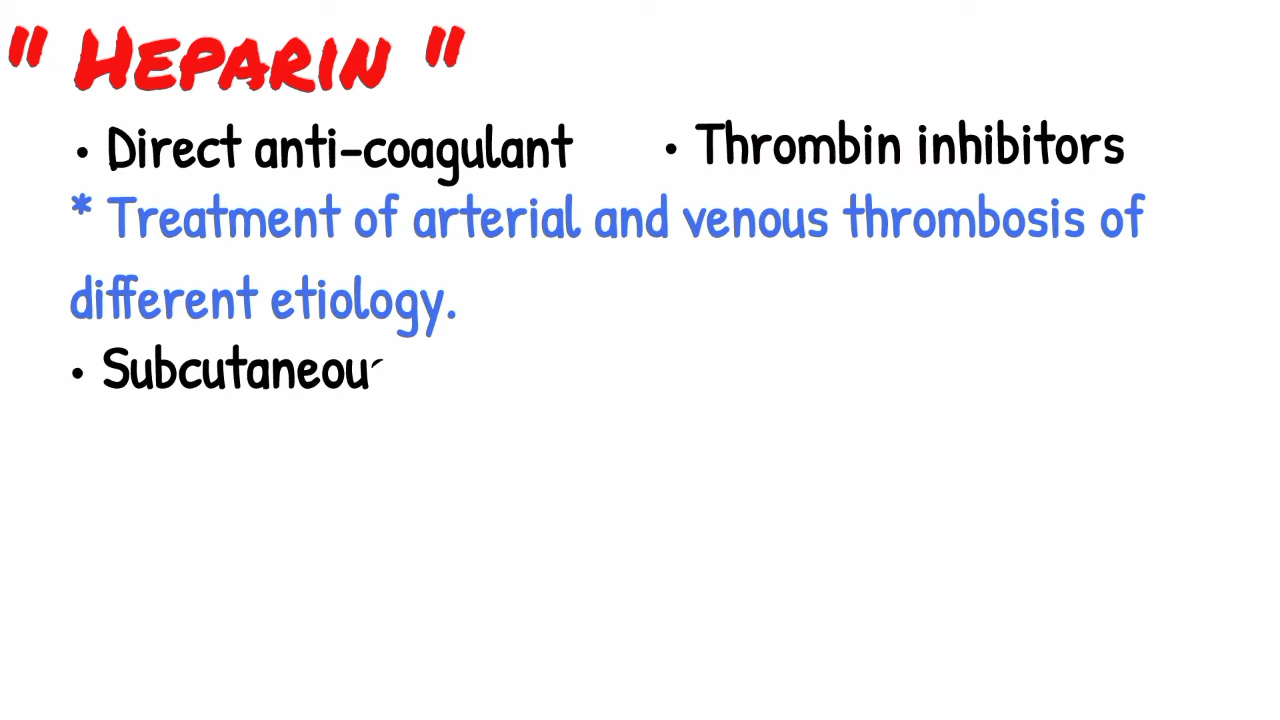 " HEPARIN "
• Direct anti-coagulant • Thrombin inhibitors
* Treatment of arterial and venous thrombosis of
different etiology.
• Subcutaneou